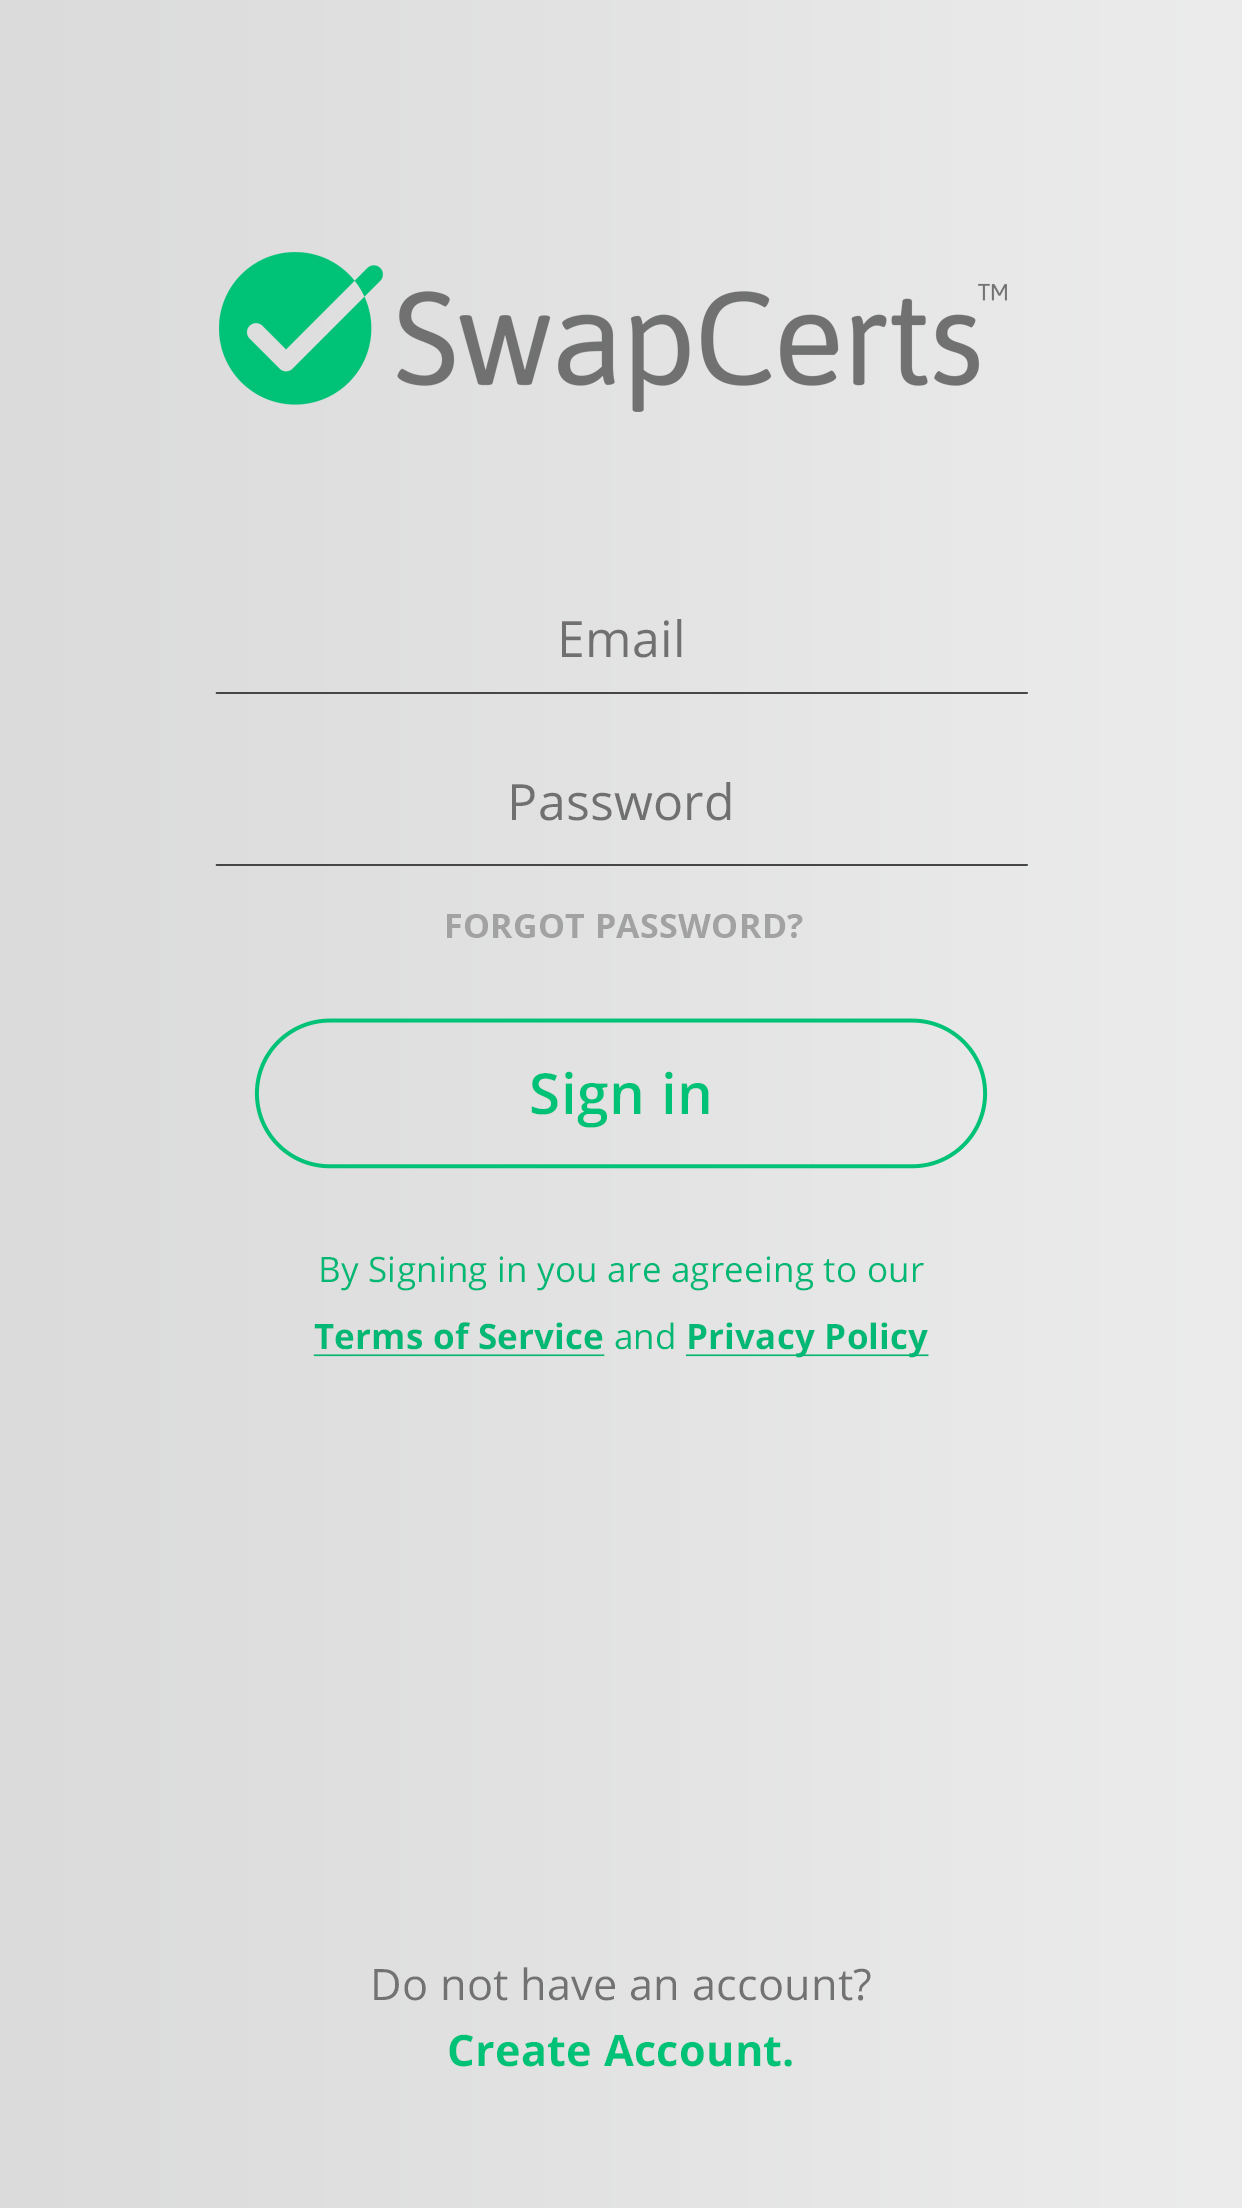 SwapCerts™
Email
Password
FORGOT PASSWORD?
Sign in
By Signing in you are agreeing to our
Terms of Service and Privacy Policy
Do not have an account?
Create Account.